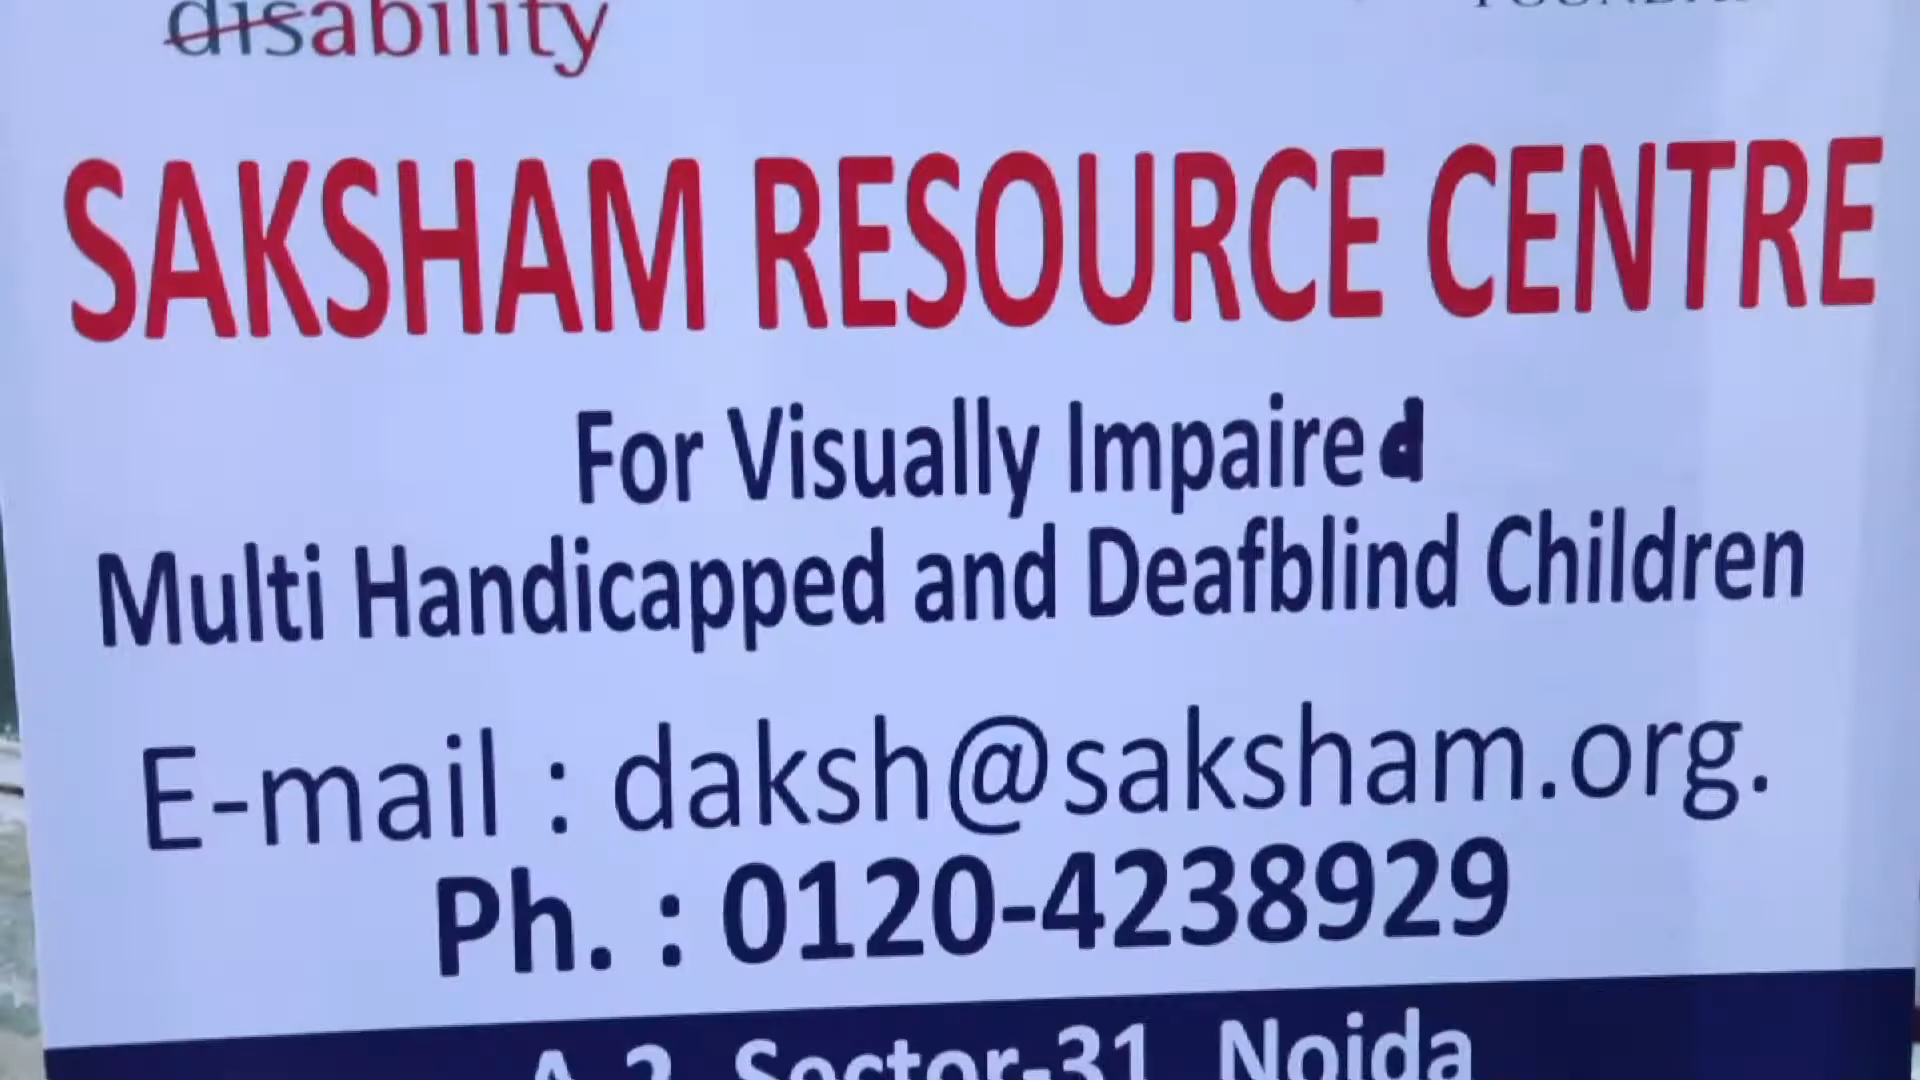 disability
SAKSHAM RESOURCE CENTRE
For Visually Impaired
Multi Handicapped and Deafblind Children
E-mail : daksh@saksham.org.
Ph. : 0120-4238929
A-2, Sector-31, Noida